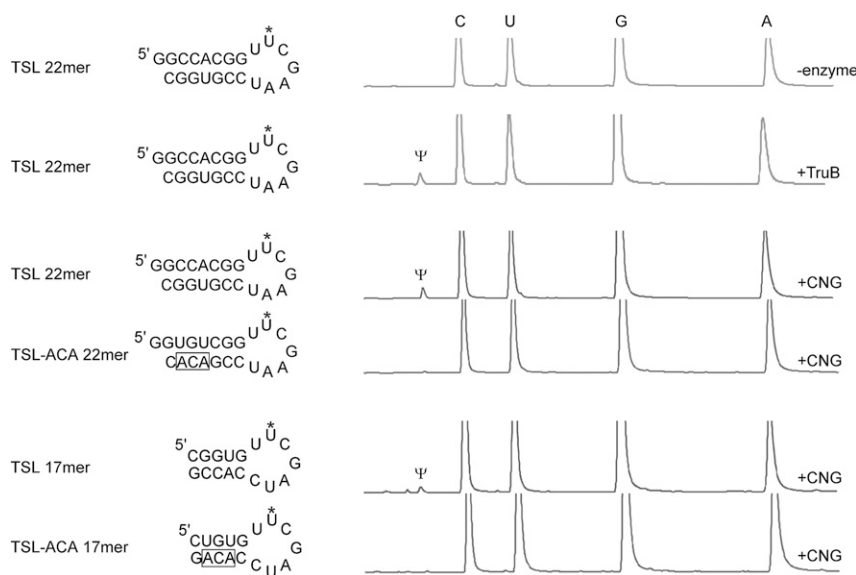 C U G A
TSL 22mer
*
5' GGCCACGG U U C G
CGGUGCC U A A
-enzyme
TSL 22mer
*
5' GGCCACGG U U C G
CGGUGCC U A A
Ψ
+TruB
TSL 22mer
*
5' GGCCACGG U U C G
CGGUGCC U A A
Ψ
+CNG
TSL-ACA 22mer
*
5' GGUGUCGG U U C G
CACAGCC U A A
+CNG
TSL 17mer
*
5' CGGUG U U C G
GCCAC C U A
Ψ
+CNG
TSL-ACA 17mer
*
5' CUGUG U U C G
GACAC C U A
+CNG